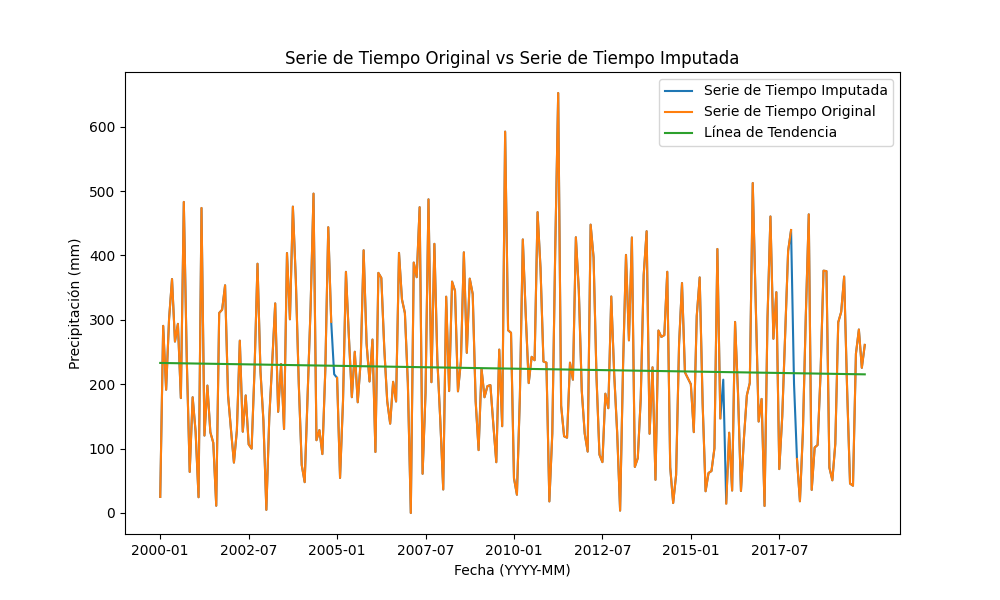 Serie de Tiempo Original vs Serie de Tiempo Imputada
Serie de Tiempo Imputada
Serie de Tiempo Original
Línea de Tendencia
Precipitación (mm)
600
500
400
300
200
100
0
2000-01 2002-07 2005-01 2007-07 2010-01 2012-07 2015-01 2017-07
Fecha (YYYY-MM)